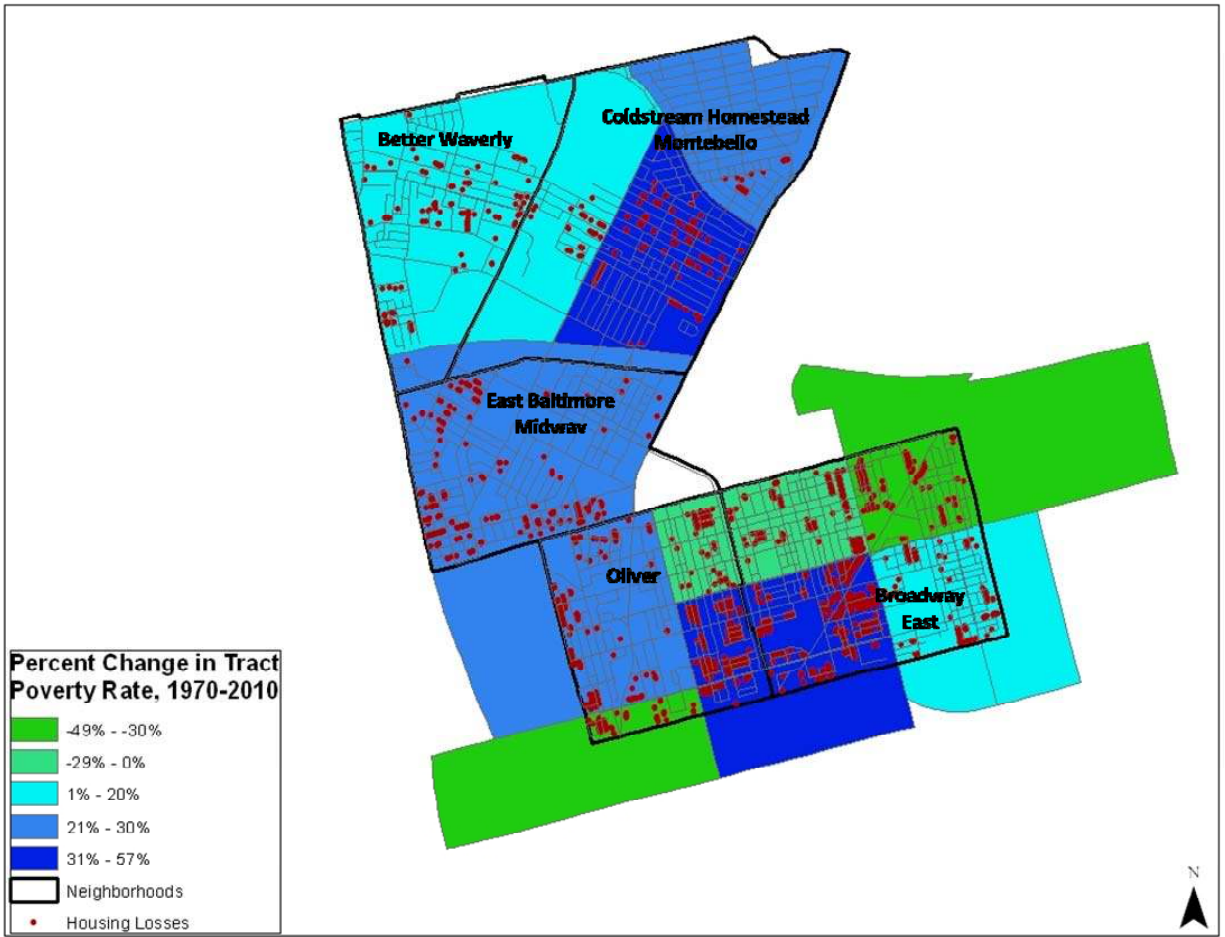 Coldstream Homestead
Montebello
Better Waverly
East Baltimore
Midway
Oliver
Broadway
East
Percent Change in Tract
Poverty Rate, 1970-2010
-49% - -30%
-29% - 0%
1% - 20%
21% - 30%
31% - 57%
Neighborhoods
Housing Losses
N